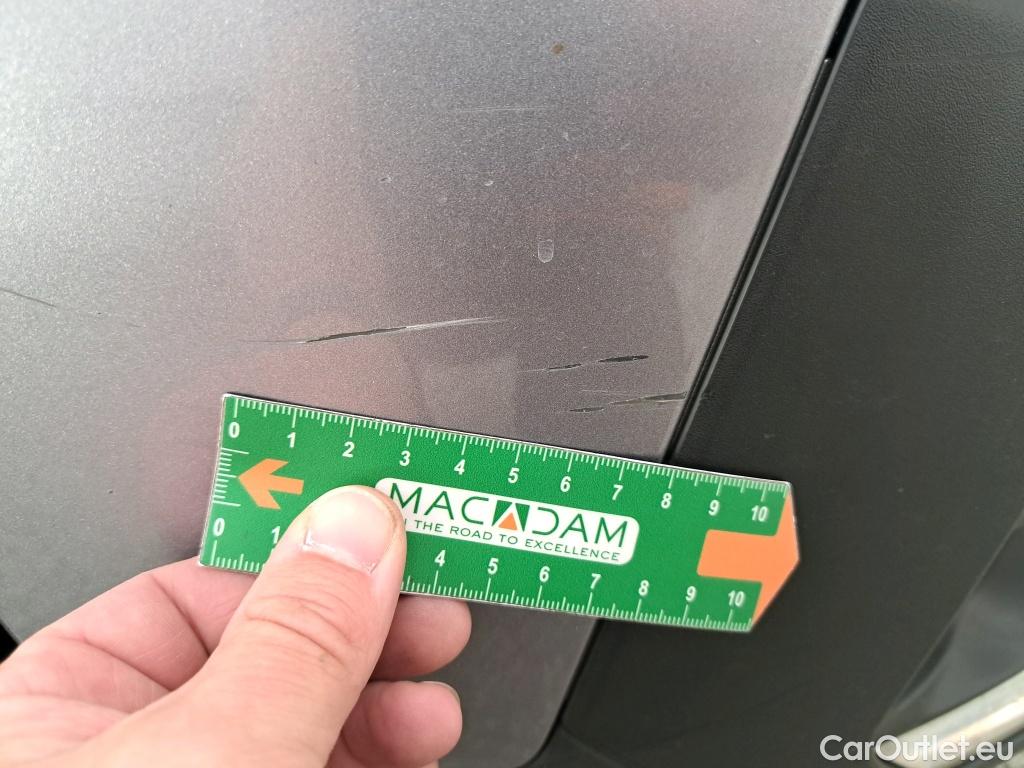 0 1 2 3 4 5 6 7 8 9 10
MACADAM
THE ROAD TO EXCELLENCE
0 1 4 5 6 7 8 9 10
CarOutlet.eu